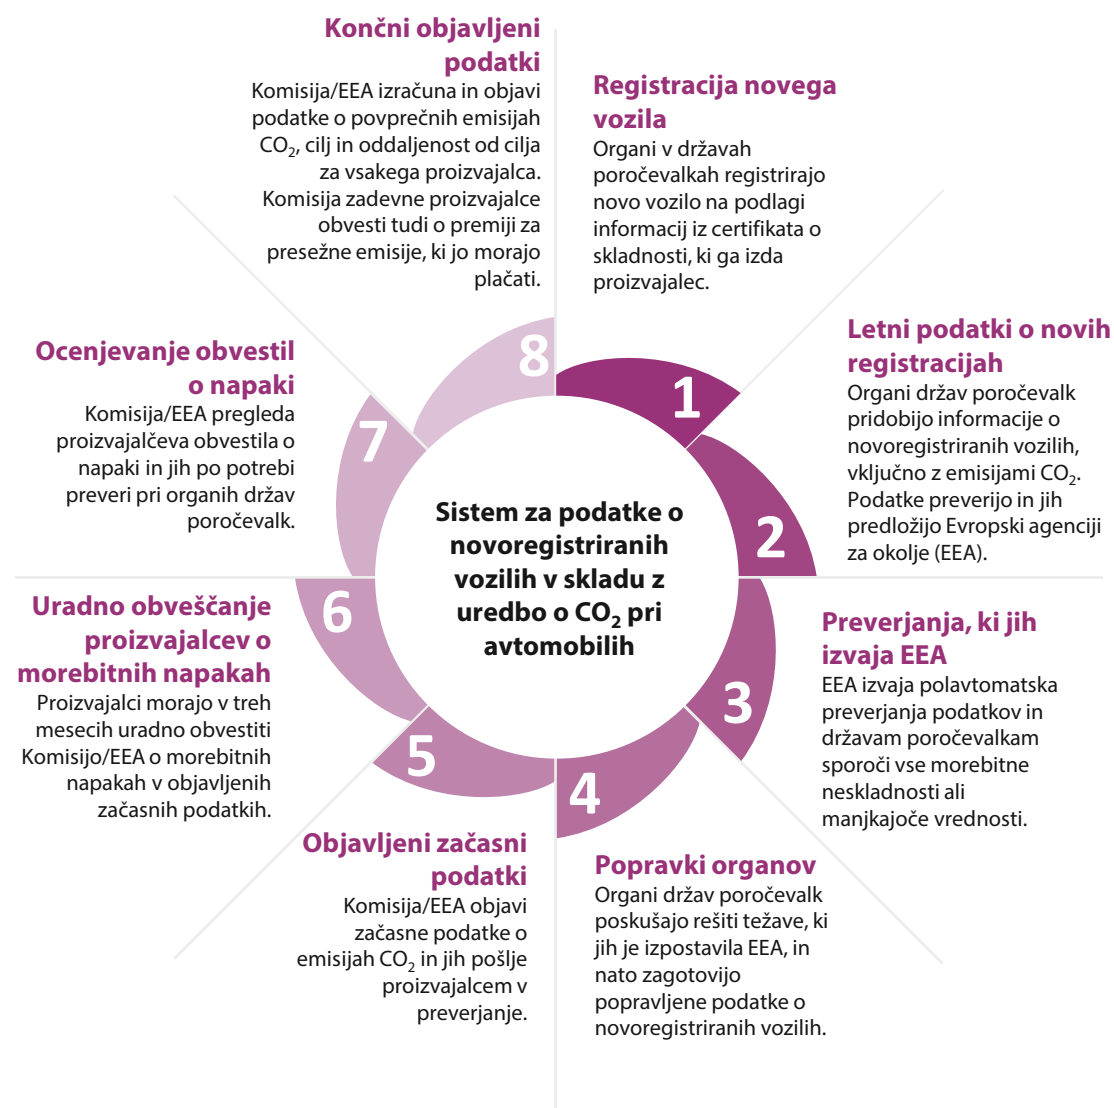 Končni objavljeni
podatki
Komisija/EEA izračuna in objavi
podatke o povprečnih emisijah
CO₂, cilj in oddaljenost od cilja
za vsakega proizvajalca.
Komisija zadevne proizvajalce
obvesti tudi o premiji za
presežne emisije, ki jo morajo
plačati.
8
Registracija novega
vozila
Organi v državah
poročevalkah registrirajo
novo vozilo na podlagi
informacij iz certifikata o
skladnosti, ki ga izda
proizvajalec.
1
Letni podatki o novih
registracijah
Organi držav poročevalk
pridobijo informacije o
novoregistriranih vozilih,
vključno z emisijami CO₂.
Podatke preverijo in jih
predložijo Evropski agenciji
za okolje (EEA).
2
Preverjanja, ki jih
izvaja EEA
EEA izvaja polavtomatska
preverjanja podatkov in
državam poročevalkam
sporoči vse morebitne
neskladnosti ali
manjkajoče vrednosti.
3
Popravki organov
Organi držav poročevalk
poskušajo rešiti težave, ki
jih je izpostavila EEA, in
nato zagotovijo
popravljene podatke o
novoregistriranih vozilih.
4
Objavljeni začasni
podatki
Komisija/EEA objavi
začasne podatke o
emisijah CO₂ in jih pošlje
proizvajalcem v
preverjanje.
5
Uradno obveščanje
proizvajalcev o
morebitnih napakah
Proizvajalci morajo v treh
mesecih uradno obvestiti
Komisijo/EEA o morebitnih
napakah v objavljenih
začasnih podatkih.
6
Ocenjevanje obvestil
o napaki
Komisija/EEA pregleda
proizvajalčeva obvestila o
napaki in jih po potrebi
preveri pri organih držav
poročevalk.
7
Sistem za podatke o
novoregistriranih
vozilih v skladu z
uredbo o CO₂ pri
avtomobilih